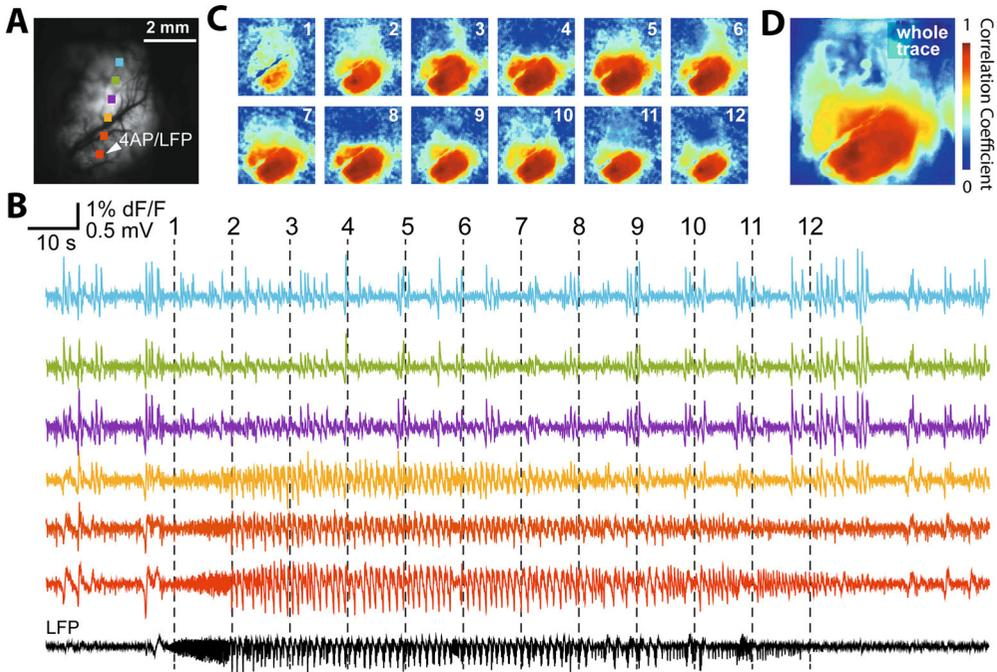 A
2 mm
4AP/LFP
C
1 2 3 4 5 6
7 8 9 10 11 12
D
whole
trace
1
Correlation Coefficient
0
B
1% dF/F
0.5 mV
10 s
1 2 3 4 5 6 7 8 9 10 11 12
LFP